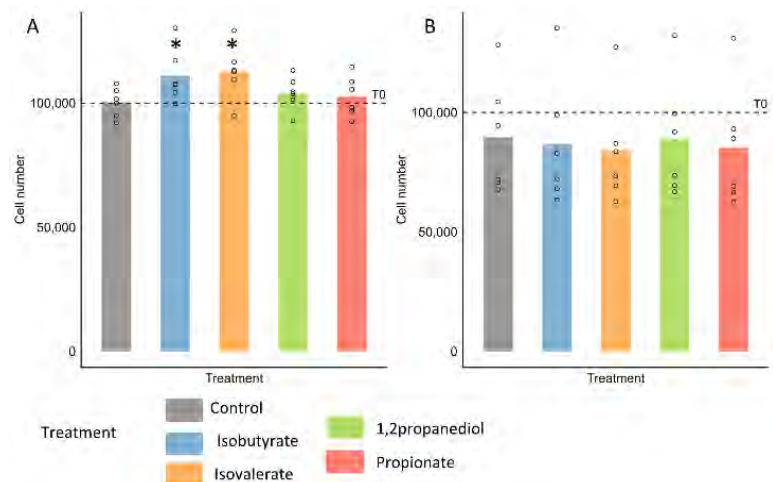 A
* *
T0
100,000
50,000
0
Cell number
Treatment
B
T0
100,000
50,000
0
Cell number
Treatment
Treatment
Control
Isobutyrate
Isovalerate
1,2propanediol
Propionate